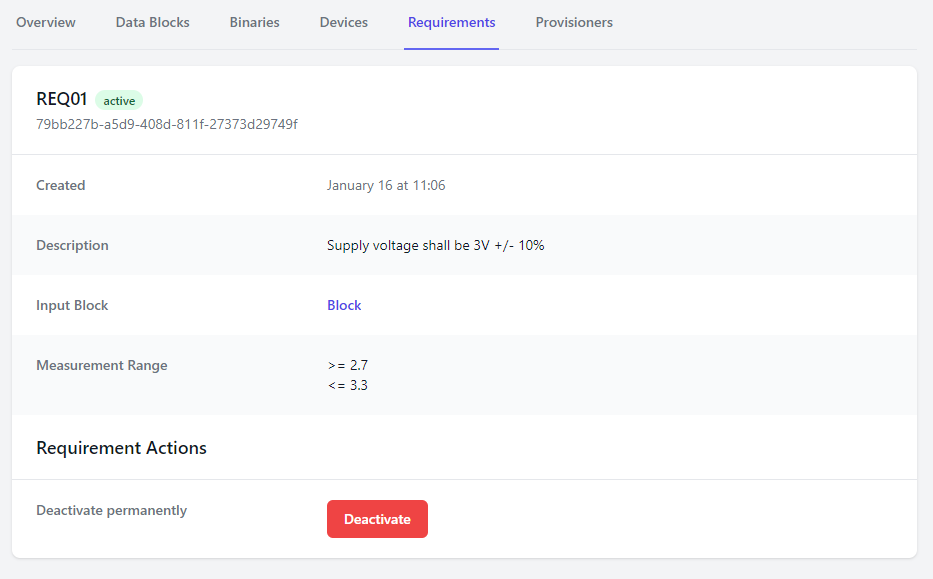 Overview Data Blocks Binaries Devices Requirements Provisioners
REQ01 active
79bb227b-a5d9-408d-811f-27373d29749f
Created January 16 at 11:06
Description Supply voltage shall be 3V +/- 10%
Input Block Block
Measurement Range >= 2.7
<= 3.3
Requirement Actions
Deactivate permanently Deactivate